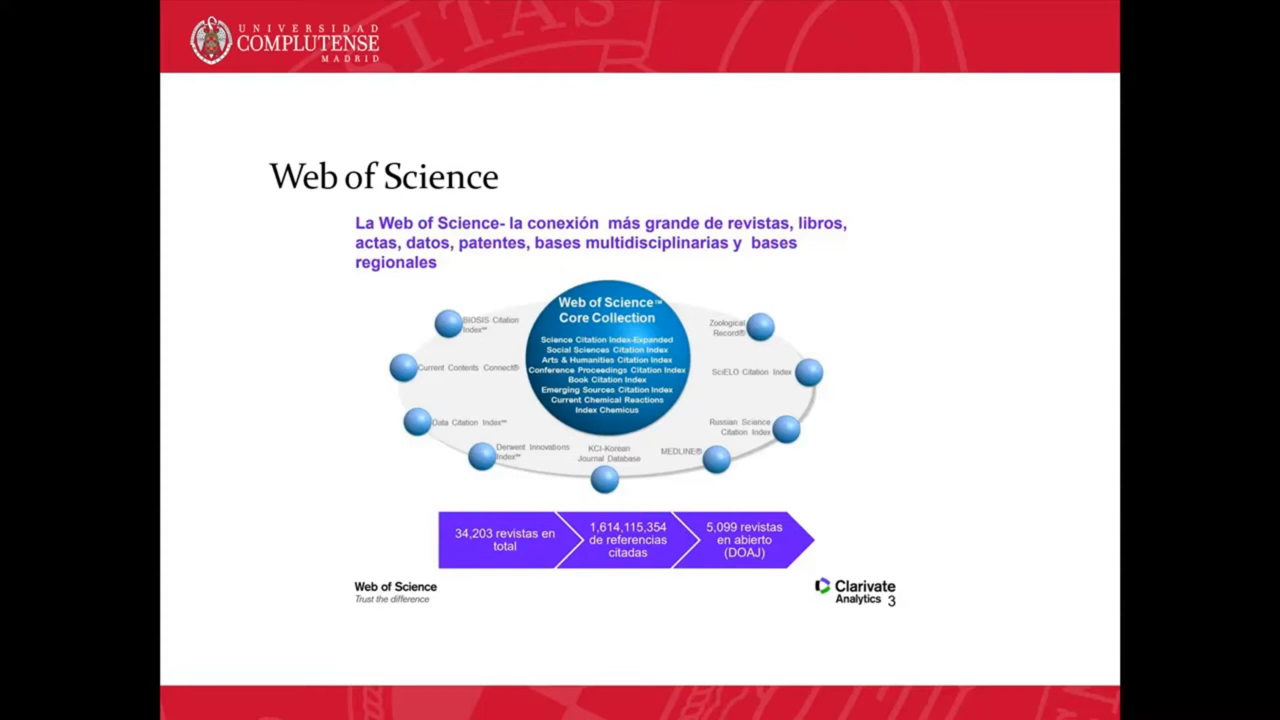 UNIVERSIDAD
COMPLUTENSE
MADRID
Web of Science
La Web of Science- la conexión más grande de revistas, libros,
actas, datos, patentes, bases multidisciplinarias y bases
regionales
Web of Science™
Core Collection
Science Citation Index-Expanded
Social Sciences Citation Index
Arts & Humanities Citation Index
Conference Proceedings Citation Index
Book Citation Index
Emerging Sources Citation Index
Current Chemical Reactions
Index Chemicus
BIOSIS Citation
Index℠
Current Contents Connect®
Data Citation Index℠
Derwent Innovations
Index℠
KCI-Korean
Journal Database
MEDLINE®
Russian Science
Citation Index
SciELO Citation Index
Zoological
Record®
34,203 revistas en
total
1,614,115,354
de referencias
citadas
5,099 revistas
en abierto
(DOAJ)
Web of Science
Trust the difference
Clarivate
Analytics 3